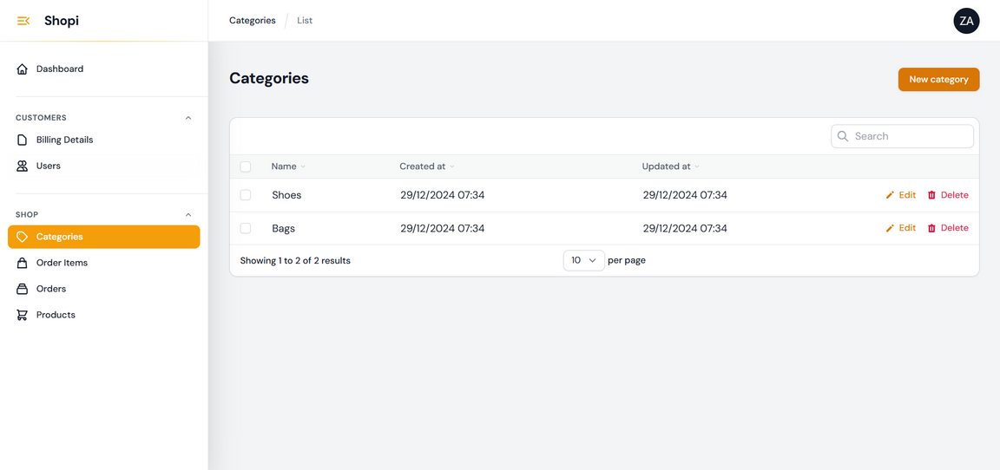 Shopi
Categories List
ZA
Dashboard
Categories
New category
CUSTOMERS
Billing Details
Users
Search
Name Created at Updated at
Shoes 29/12/2024 07:34 29/12/2024 07:34 Edit Delete
Bags 29/12/2024 07:34 29/12/2024 07:34 Edit Delete
Showing 1 to 2 of 2 results 10 per page
SHOP
Categories
Order Items
Orders
Products